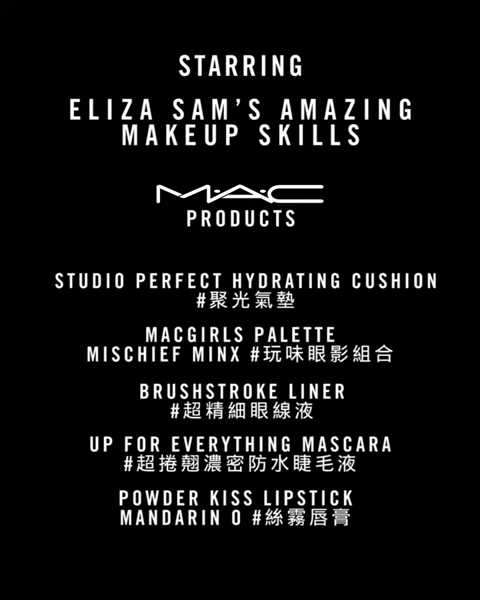 STARRING
ELIZA SAM'S AMAZING
MAKEUP SKILLS
M·A·C
PRODUCTS
STUDIO PERFECT HYDRATING CUSHION
#聚光氣墊
MACGIRLS PALETTE
MISCHIEF MINX #玩味眼影組合
BRUSHSTROKE LINER
#超精細眼線液
UP FOR EVERYTHING MASCARA
#超捲翹濃密防水睫毛液
POWDER KISS LIPSTICK
MANDARIN O #絲霧唇膏